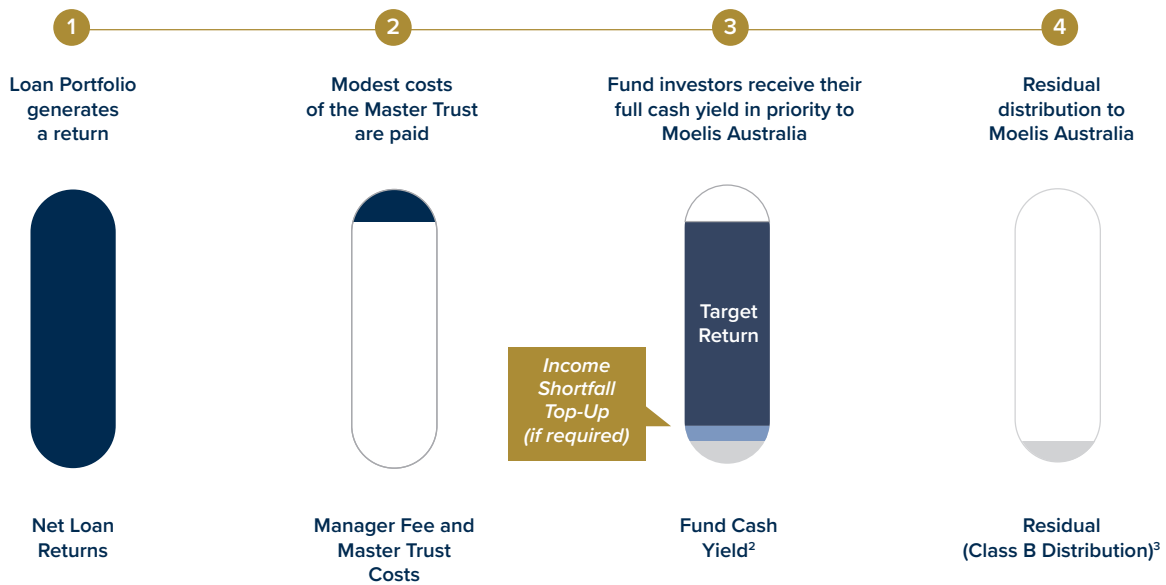 1
2
3
4
Loan Portfolio
generates
a return
Modest costs
of the Master Trust
are paid
Fund investors receive their
full cash yield in priority to
Moelis Australia
Residual
distribution to
Moelis Australia
Target
Return
Income
Shortfall
Top-Up
(if required)
Net Loan
Returns
Manager Fee and
Master Trust
Costs
Fund Cash
Yield²
Residual
(Class B Distribution)³